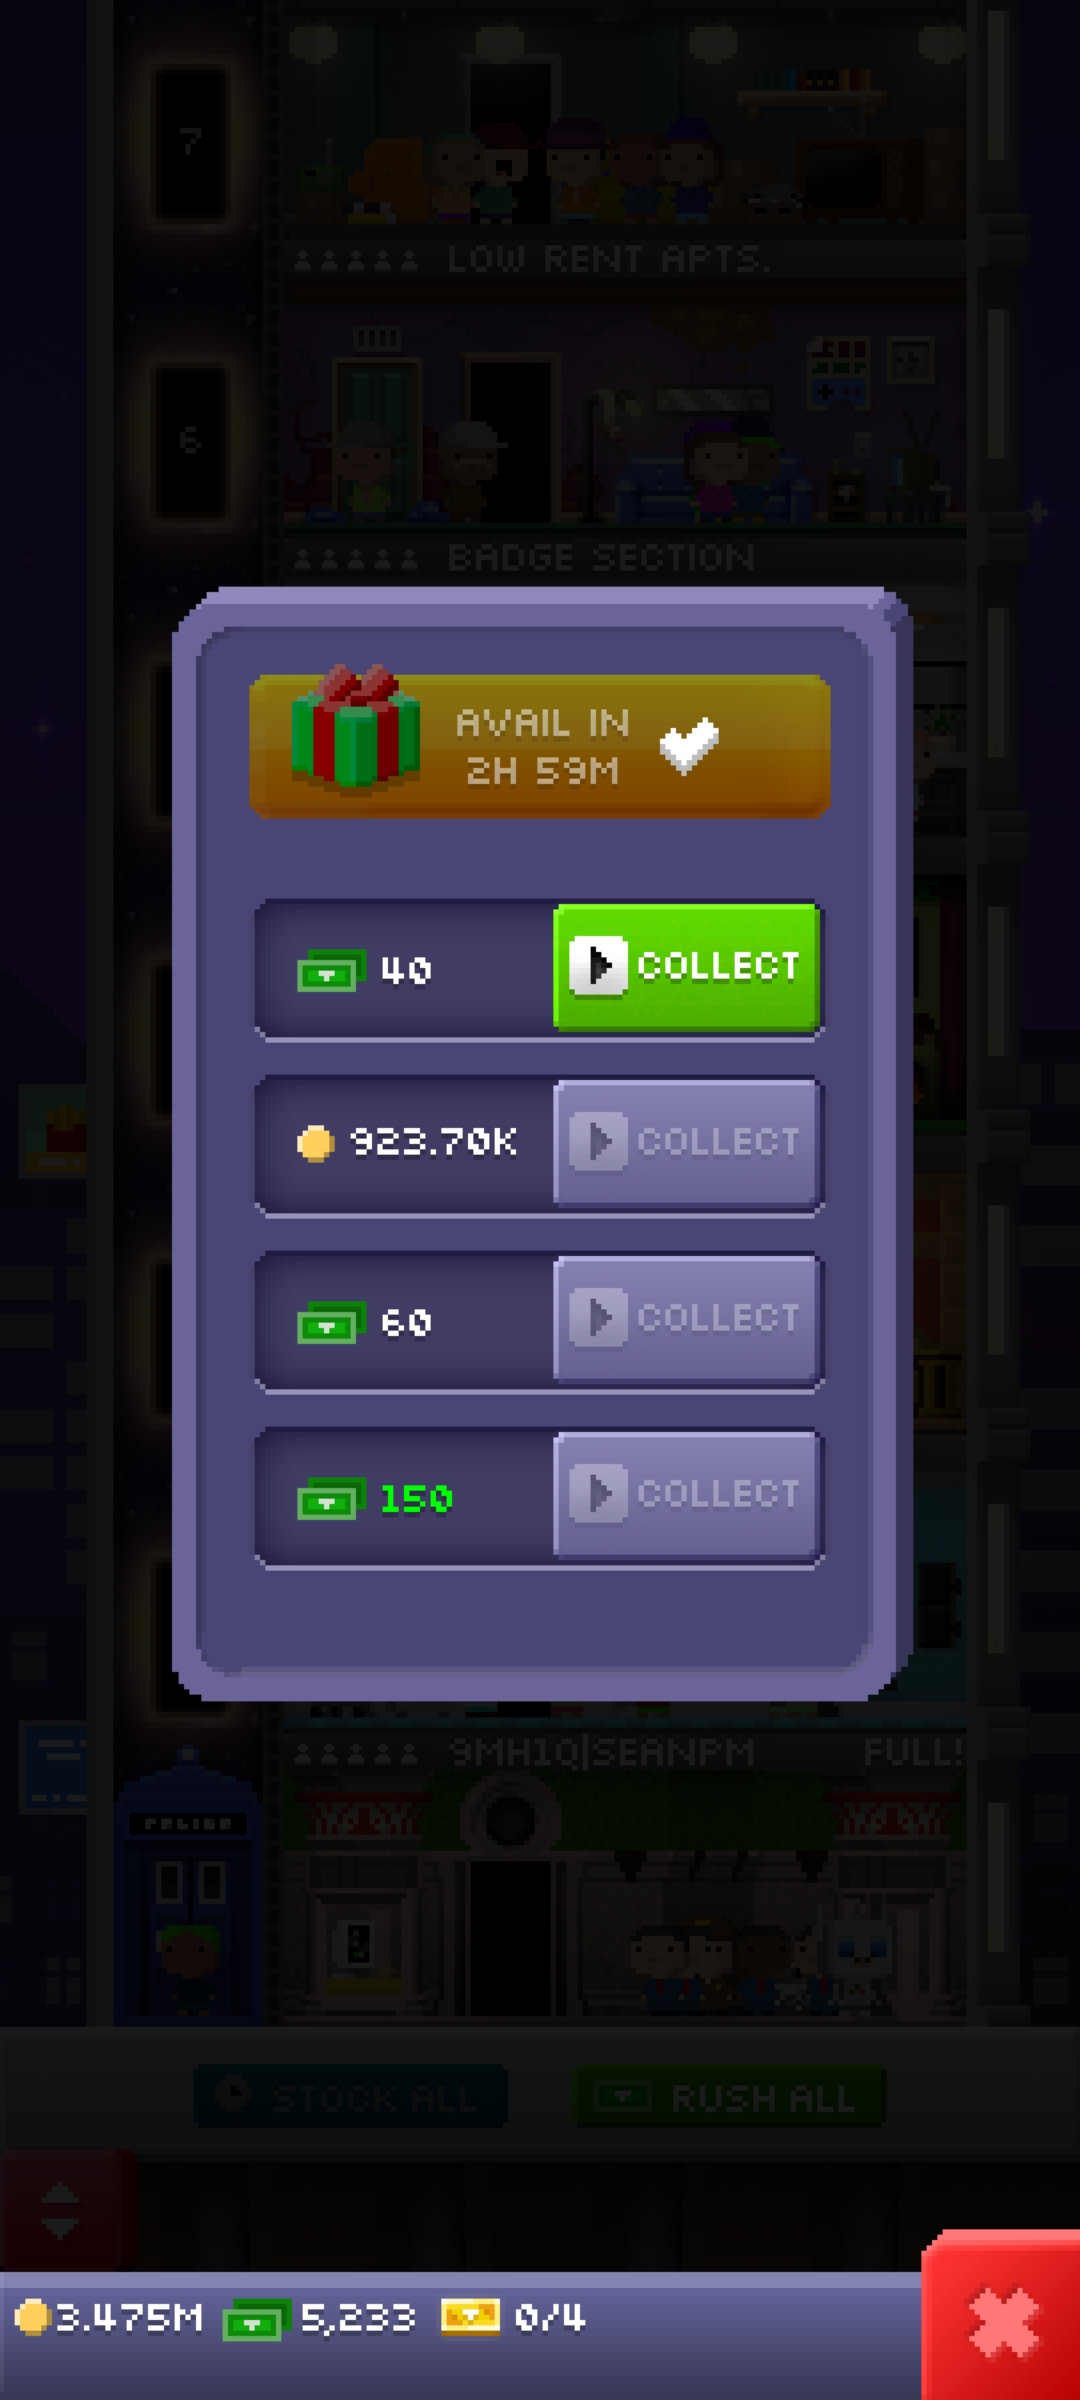 7
LOW RENT APTS.
6
BADGE SECTION
AVAIL IN
2H 59M
40
COLLECT
923.70K
COLLECT
60
COLLECT
150
COLLECT
9MH1Q|SEANPM FULL!
POLICE
STOCK ALL
RUSH ALL
3.475M 5,233 0/4